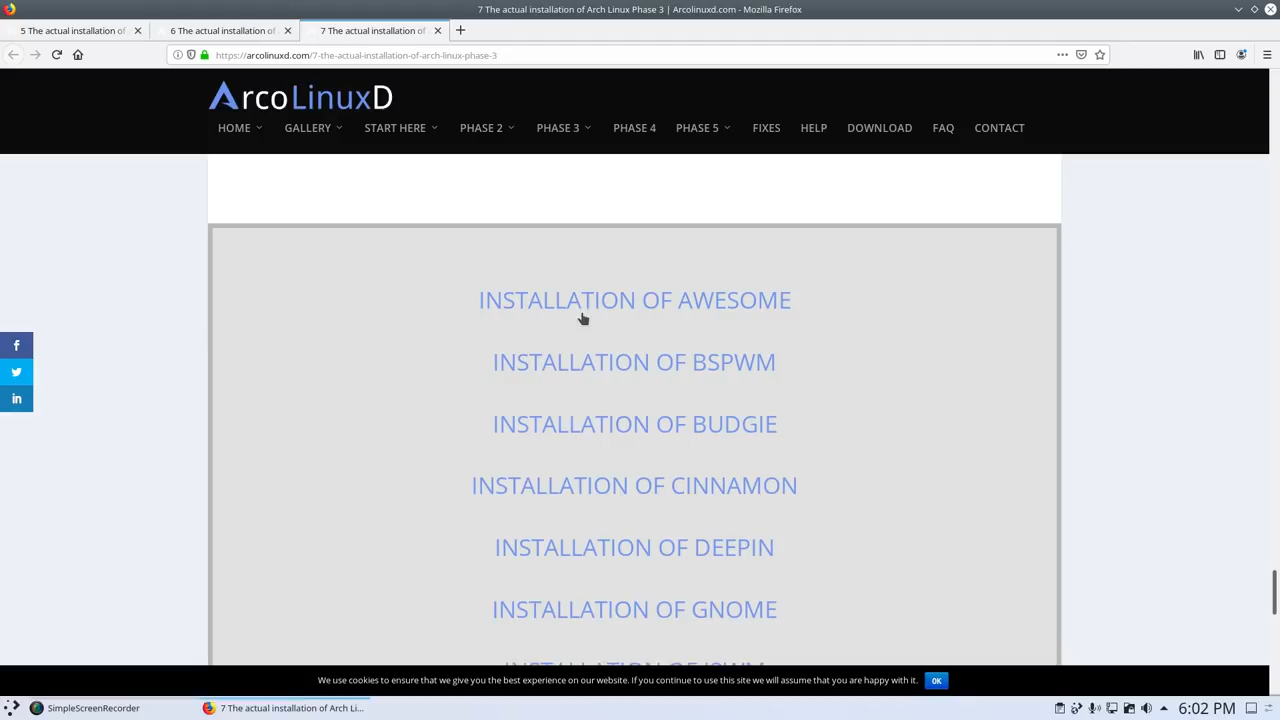 7 The actual installation of Arch Linux Phase 3 | Arcolinuxd.com - Mozilla Firefox
5 The actual installation of
6 The actual installation of
7 The actual installation of
https://arcolinuxd.com/7-the-actual-installation-of-arch-linux-phase-3
ArcoLinuxD
HOME GALLERY START HERE PHASE 2 PHASE 3 PHASE 4 PHASE 5 FIXES HELP DOWNLOAD FAQ CONTACT
INSTALLATION OF AWESOME
INSTALLATION OF BSPWM
INSTALLATION OF BUDGIE
INSTALLATION OF CINNAMON
INSTALLATION OF DEEPIN
INSTALLATION OF GNOME
INSTALLATION OF
We use cookies to ensure that we give you the best experience on our website. If you continue to use this site we will assume that you are happy with it. OK
SimpleScreenRecorder
7 The actual installation of Arch Li...
6:02 PM